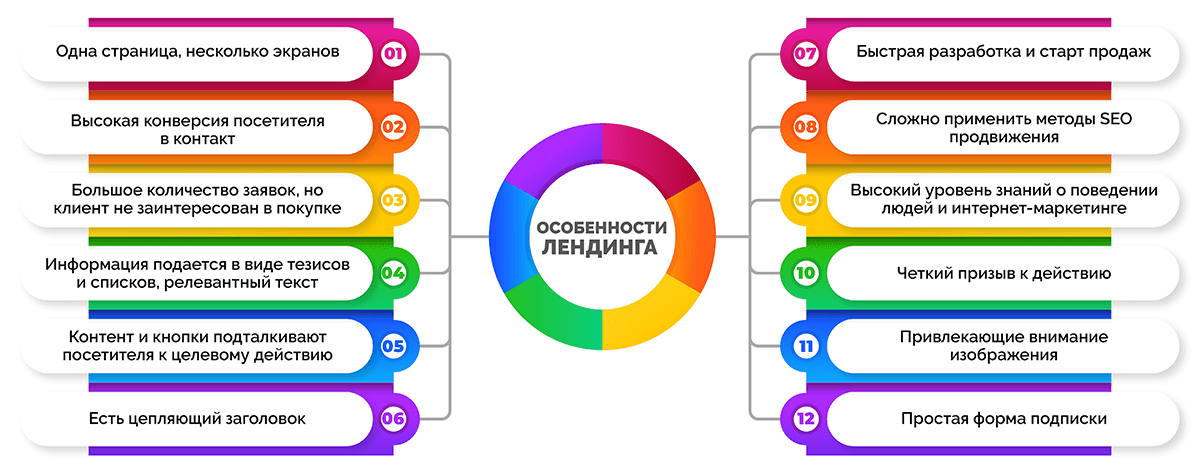 Одна страница, несколько экранов
01
Высокая конверсия посетителя
в контакт
02
Большое количество заявок, но
клиент не заинтересован в покупке
03
Информация подается в виде тезисов
и списков, релевантный текст
04
Контент и кнопки подталкивают
посетителя к целевому действию
05
Есть цепляющий заголовок
06
ОСОБЕННОСТИ
ЛЕНДИНГА
07
Быстрая разработка и старт продаж
08
Сложно применить методы SEO
продвижения
09
Высокий уровень знаний о поведении
людей и интернет-маркетинге
10
Четкий призыв к действию
11
Привлекающие внимание
изображения
12
Простая форма подписки